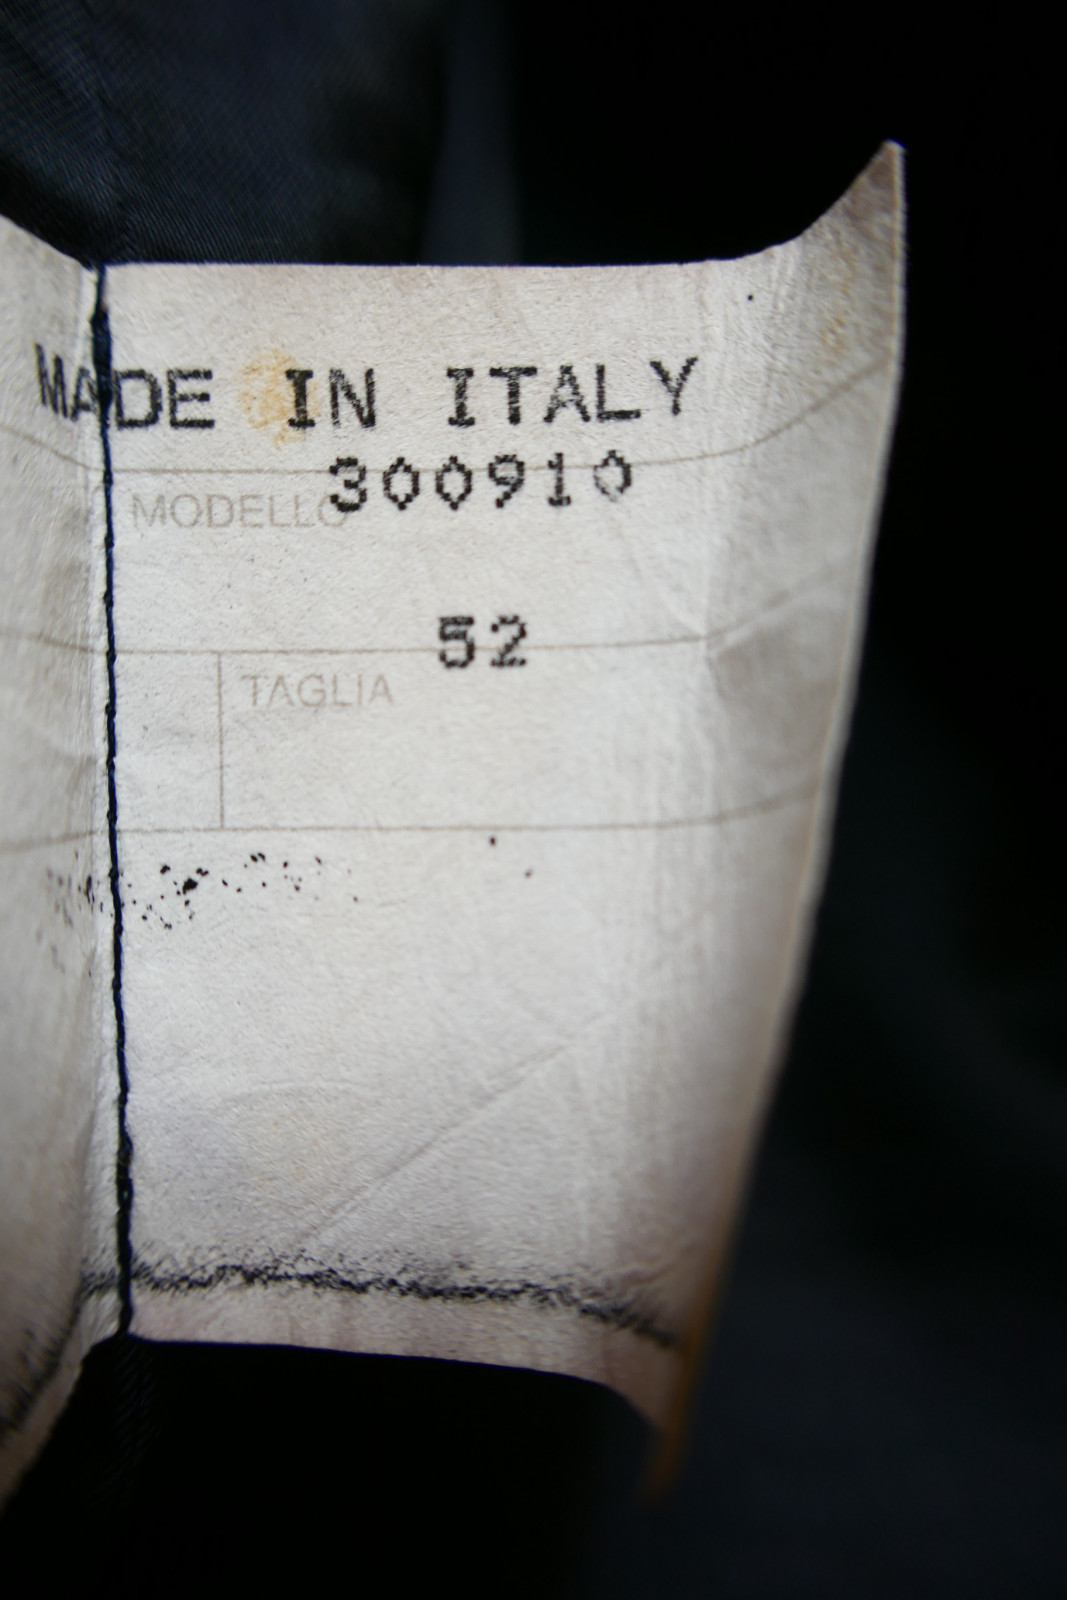 MADE IN ITALY
300910
MODELLO
52
TAGLIA